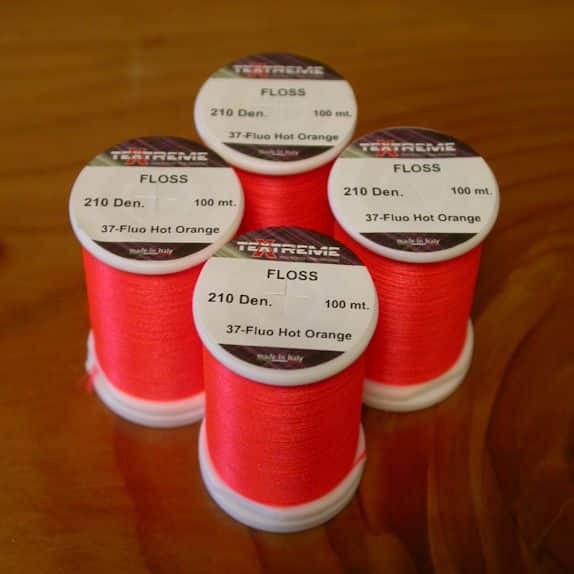 TEXTREME
FLOSS
210 Den. 100 mt.
37-Fluo Hot Orange
made in Italy
TEXTREME
FLOSS
210 Den. 100 mt.
37-Fluo Hot Orange
made in Italy
TEXTREME
FLOSS
210 Den. 100 mt.
37-Fluo Hot Orange
made in Italy
TEXTREME
FLOSS
210 Den. 100 mt.
37-Fluo Hot Orange
made in Italy